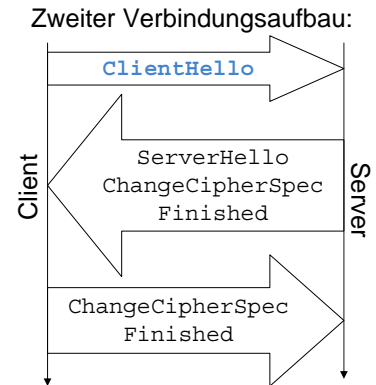 Zweiter Verbindungsaufbau:
ClientHello
ServerHello
ChangeCipherSpec
Finished
Client
Server
ChangeCipherSpec
Finished